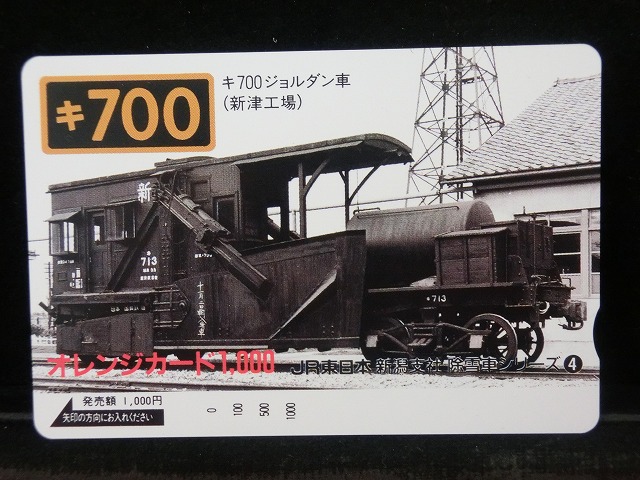 キ700
キ700ジョルダン車
(新津工場)
新
713
キ713
オレンジカード1,000
JR東日本 新潟支社 除雪車シリーズ❹
発売額 1,000円
矢印の方向にお入れください
0 100 500 1000